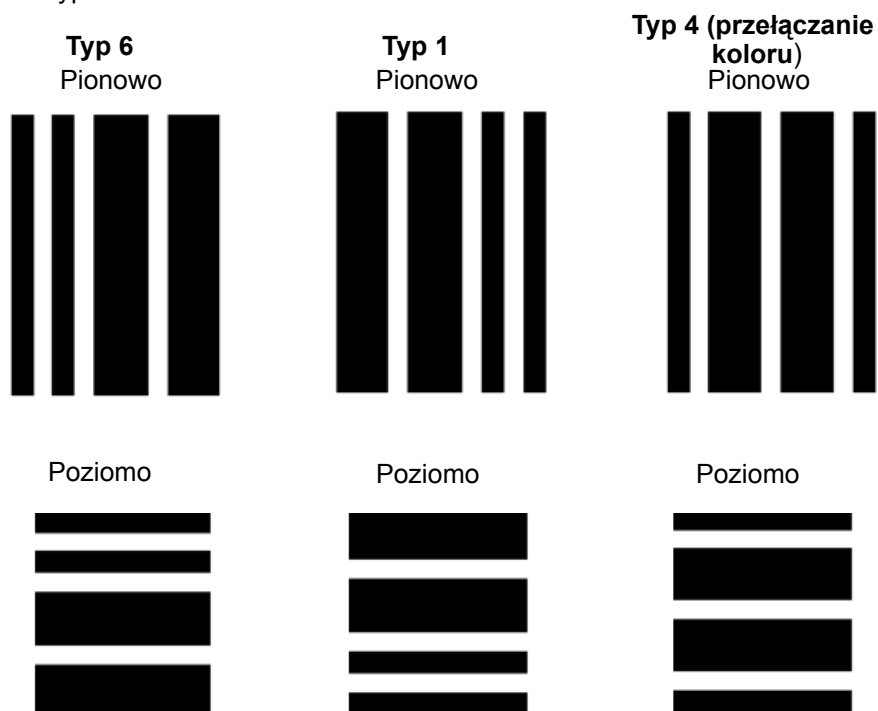 Typ 6
Pionowo
Typ 1
Pionowo
Typ 4 (przełączanie
koloru)
Pionowo
Poziomo
Poziomo
Poziomo